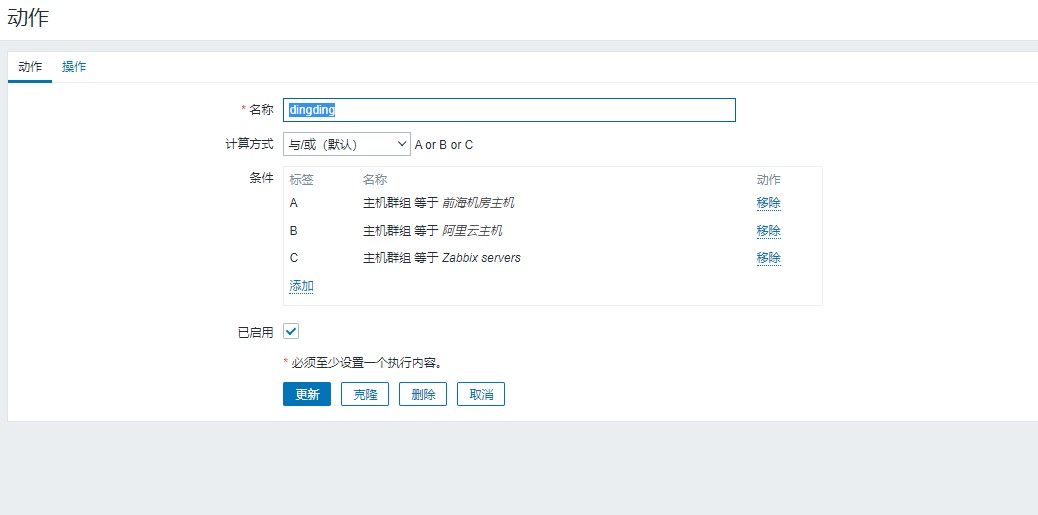 动作
动作 操作
* 名称 dingding
计算方式 与/或（默认） A or B or C
条件 标签 名称 动作
A 主机群组 等于 前海机房主机 移除
B 主机群组 等于 阿里云主机 移除
C 主机群组 等于 Zabbix servers 移除
添加
已启用
* 必须至少设置一个执行内容。
更新 克隆 删除 取消